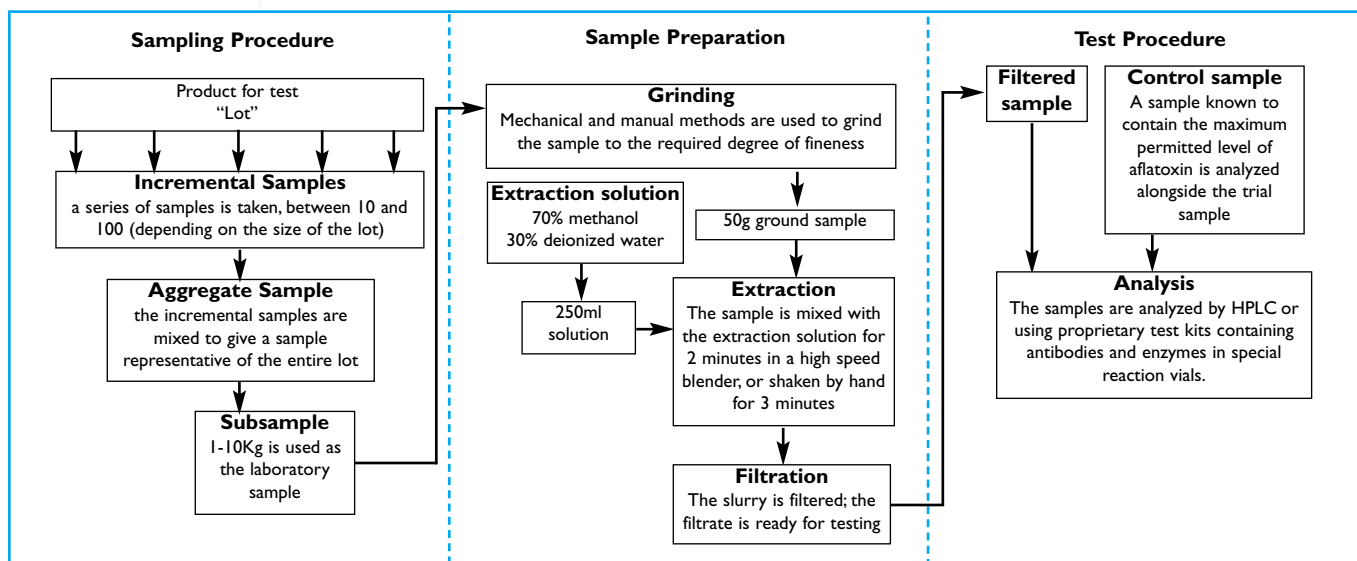 Sampling Procedure
Product for test
“Lot”
Incremental Samples
a series of samples is taken, between 10 and
100 (depending on the size of the lot)
Aggregate Sample
the incremental samples are
mixed to give a sample
representative of the entire lot
Subsample
1-10Kg is used as
the laboratory
sample
Sample Preparation
Grinding
Mechanical and manual methods are used to grind
the sample to the required degree of fineness
Extraction solution
70% methanol
30% deionized water
50g ground sample
250ml
solution
Extraction
The sample is mixed with
the extraction solution for
2 minutes in a high speed
blender, or shaken by hand
for 3 minutes
Filtration
The slurry is filtered; the
filtrate is ready for testing
Test Procedure
Filtered
sample
Control sample
A sample known to
contain the maximum
permitted level of
aflatoxin is analyzed
alongside the trial
sample
Analysis
The samples are analyzed by HPLC or
using proprietary test kits containing
antibodies and enzymes in special
reaction vials.